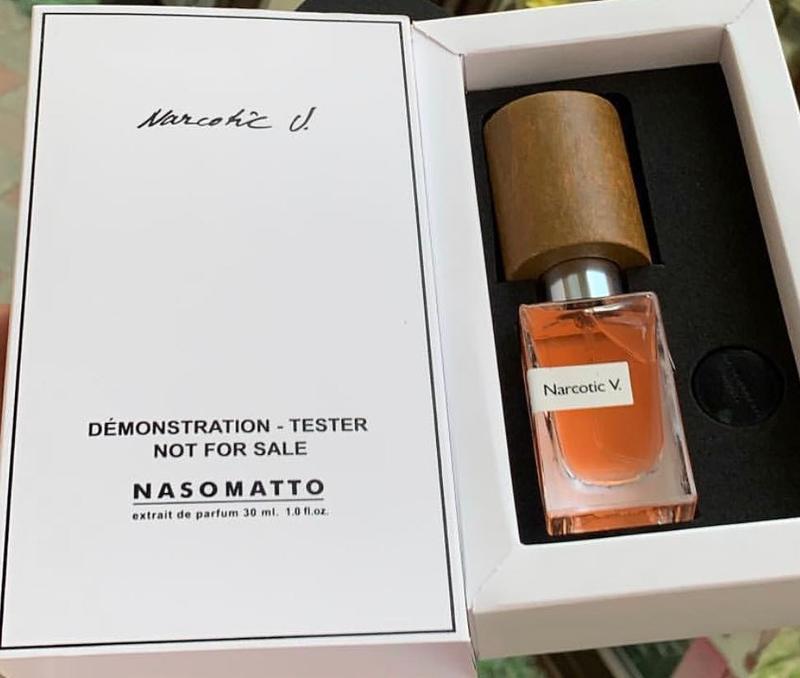 Narcotic V.
DÉMONSTRATION - TESTER
NOT FOR SALE
NASOMATTO
extrait de parfum 30 ml. 1.0 fl.oz.
Narcotic V.